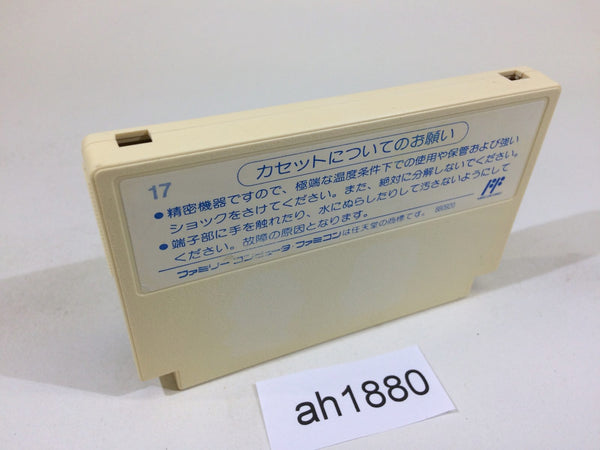 カセットについてのお願い
17
●精密機器ですので、極端な温度条件下での使用や保管および強い
ショックをさけてください。また、絶対に分解しないでください。
●端子部に手を触れたり、水にぬらしたりして汚さないようにして
ください。故障の原因となります。
ファミリーコンピュータ・ファミコンは任天堂の商標です。
ah1880